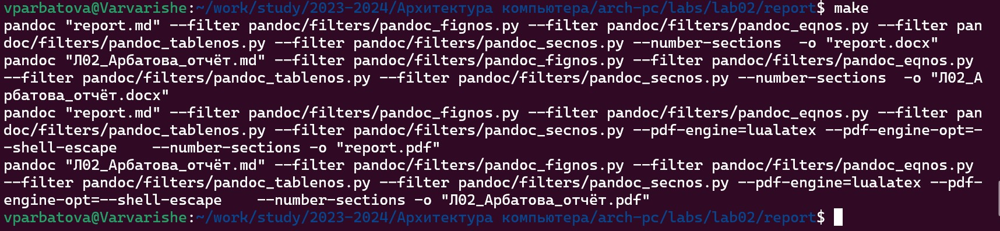 vparbatova@Varvarishe:~/work/study/2023-2024/Архитектура компьютера/arch-pc/labs/lab02/report$ make
pandoc "report.md" --filter pandoc/filters/pandoc_fignos.py --filter pandoc/filters/pandoc_eqnos.py --filter pan
doc/filters/pandoc_tablenos.py --filter pandoc/filters/pandoc_secnos.py --number-sections  -o "report.docx"
pandoc "Л02_Арбатова_отчёт.md" --filter pandoc/filters/pandoc_fignos.py --filter pandoc/filters/pandoc_eqnos.py
--filter pandoc/filters/pandoc_tablenos.py --filter pandoc/filters/pandoc_secnos.py --number-sections  -o "Л02_А
рбатова_отчёт.docx"
pandoc "report.md" --filter pandoc/filters/pandoc_fignos.py --filter pandoc/filters/pandoc_eqnos.py --filter pan
doc/filters/pandoc_tablenos.py --filter pandoc/filters/pandoc_secnos.py --pdf-engine=lualatex --pdf-engine-opt=-
-shell-escape    --number-sections -o "report.pdf"
pandoc "Л02_Арбатова_отчёт.md" --filter pandoc/filters/pandoc_fignos.py --filter pandoc/filters/pandoc_eqnos.py
--filter pandoc/filters/pandoc_tablenos.py --filter pandoc/filters/pandoc_secnos.py --pdf-engine=lualatex --pdf-
engine-opt=--shell-escape    --number-sections -o "Л02_Арбатова_отчёт.pdf"
vparbatova@Varvarishe:~/work/study/2023-2024/Архитектура компьютера/arch-pc/labs/lab02/report$